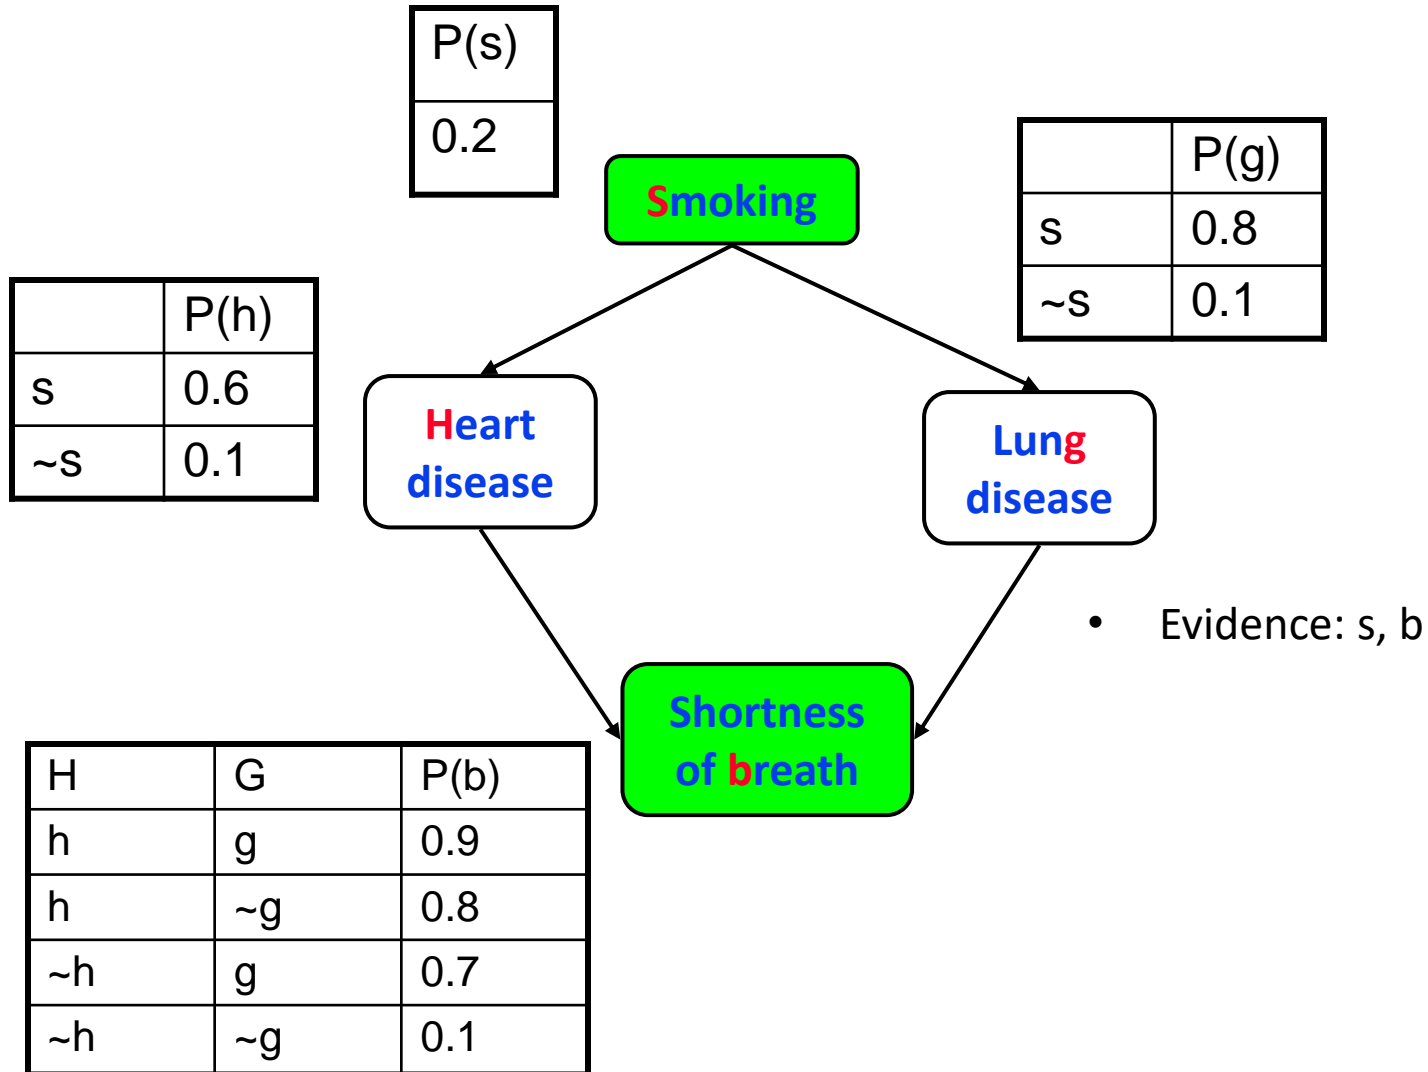 P(s)
0.2
Smoking
P(g)
s 0.8
~s 0.1
P(h)
s 0.6
~s 0.1
Heart
disease
Lung
disease
• Evidence: s, b
Shortness
of breath
H G P(b)
h g 0.9
h ~g 0.8
~h g 0.7
~h ~g 0.1